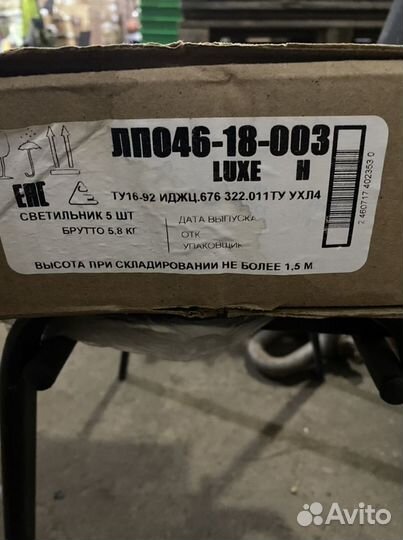 ЛПО46-18-003
LUXE Н
EAC
ТУ16-92 ИДЖЦ.676 322.011ТУ УХЛ4
СВЕТИЛЬНИК 5 ШТ
БРУТТО 5,8 КГ
ДАТА ВЫПУСКА
ОТК
УПАКОВЩИК
ВЫСОТА ПРИ СКЛАДИРОВАНИИ НЕ БОЛЕЕ 1,5 М
2 460717 402353 0
Avito